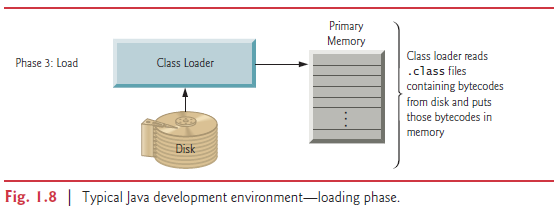 Primary
Memory
Phase 3: Load
Class Loader
Class loader reads
.class files
containing bytecodes
from disk and puts
those bytecodes in
memory
Disk
Fig. 1.8 | Typical Java development environment—loading phase.